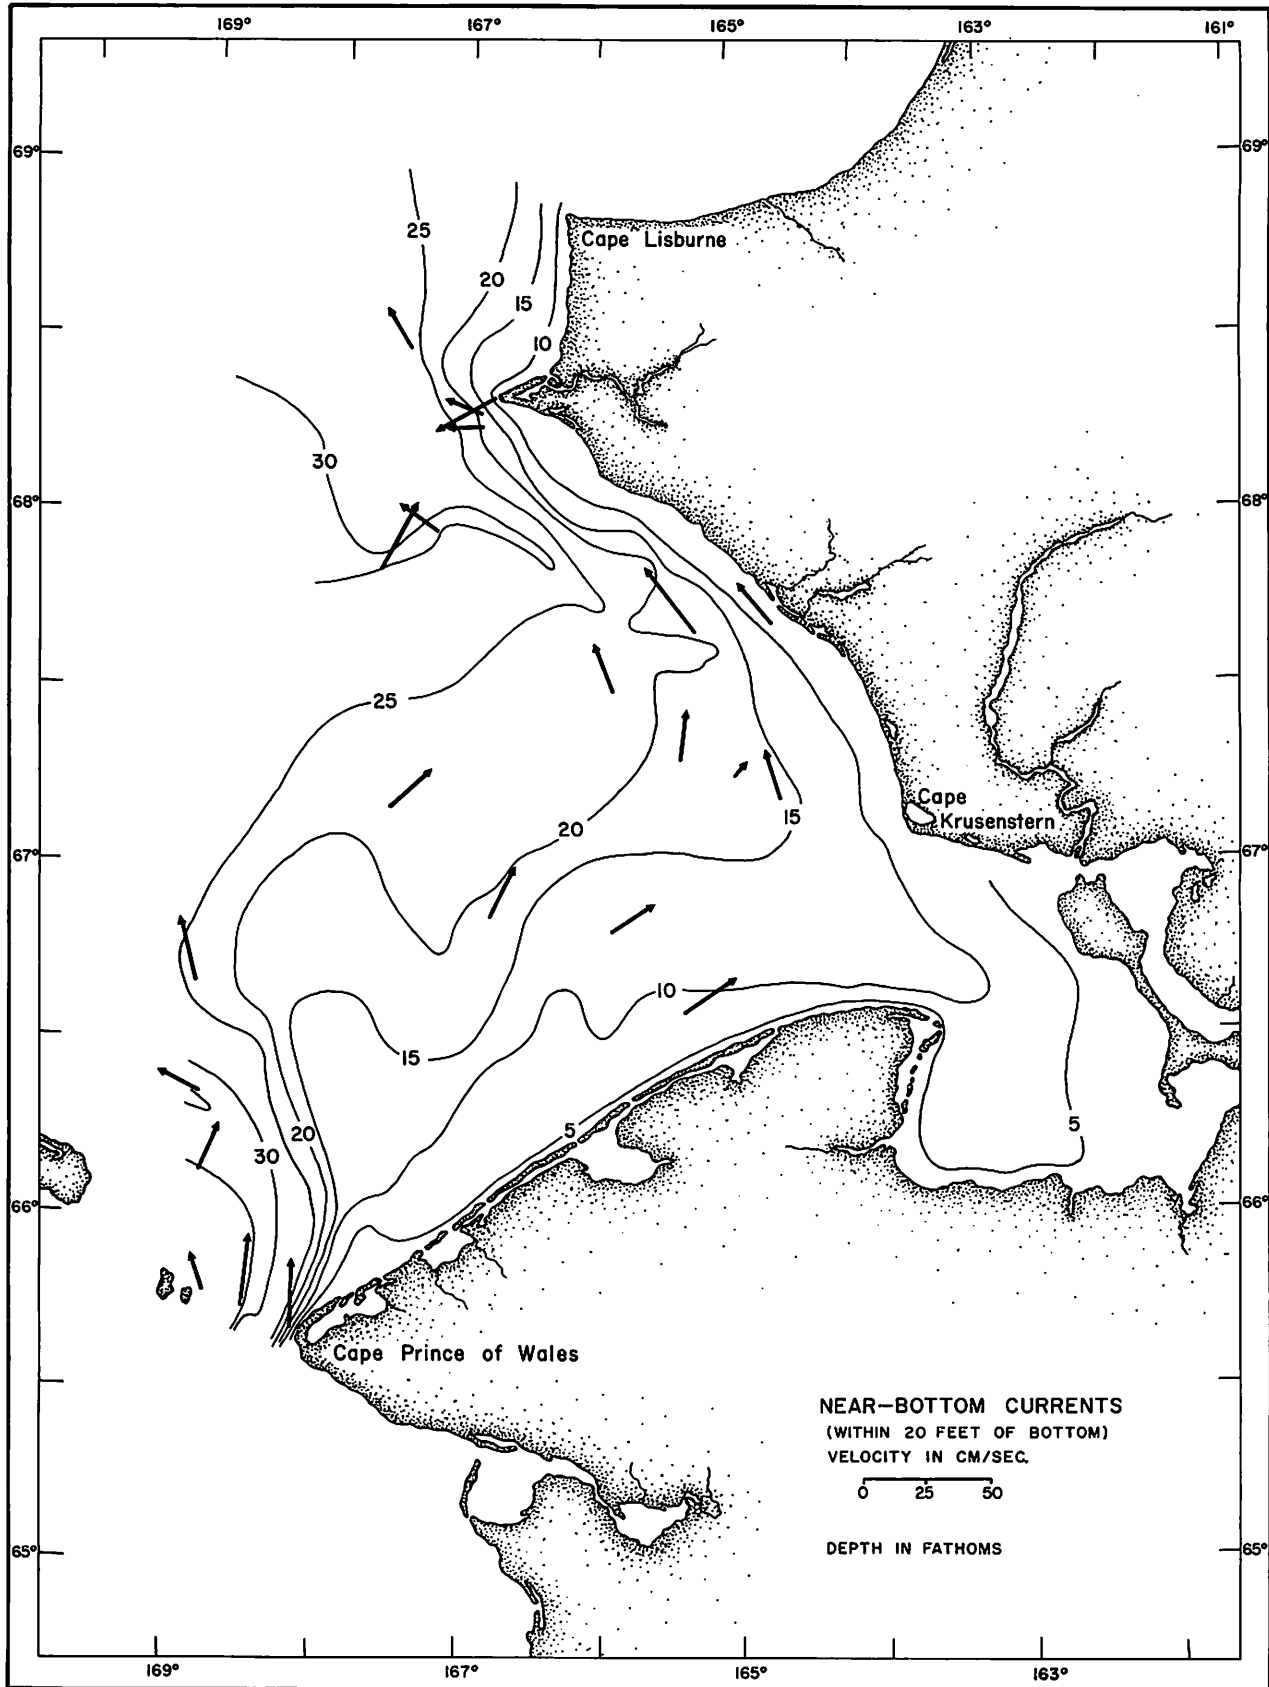 169° 167° 165° 163° 161°
69° 69°
25
Cape Lisburne
20
15
10
30
68° 68°
25
Cape
Krusenstern
15
20
67° 67°
10
15
5
5
20
30
66° 66°
Cape Prince of Wales
NEAR-BOTTOM CURRENTS
(WITHIN 20 FEET OF BOTTOM)
VELOCITY IN CM/SEC.
0 25 50
DEPTH IN FATHOMS
65° 65°
169° 167° 165° 163°